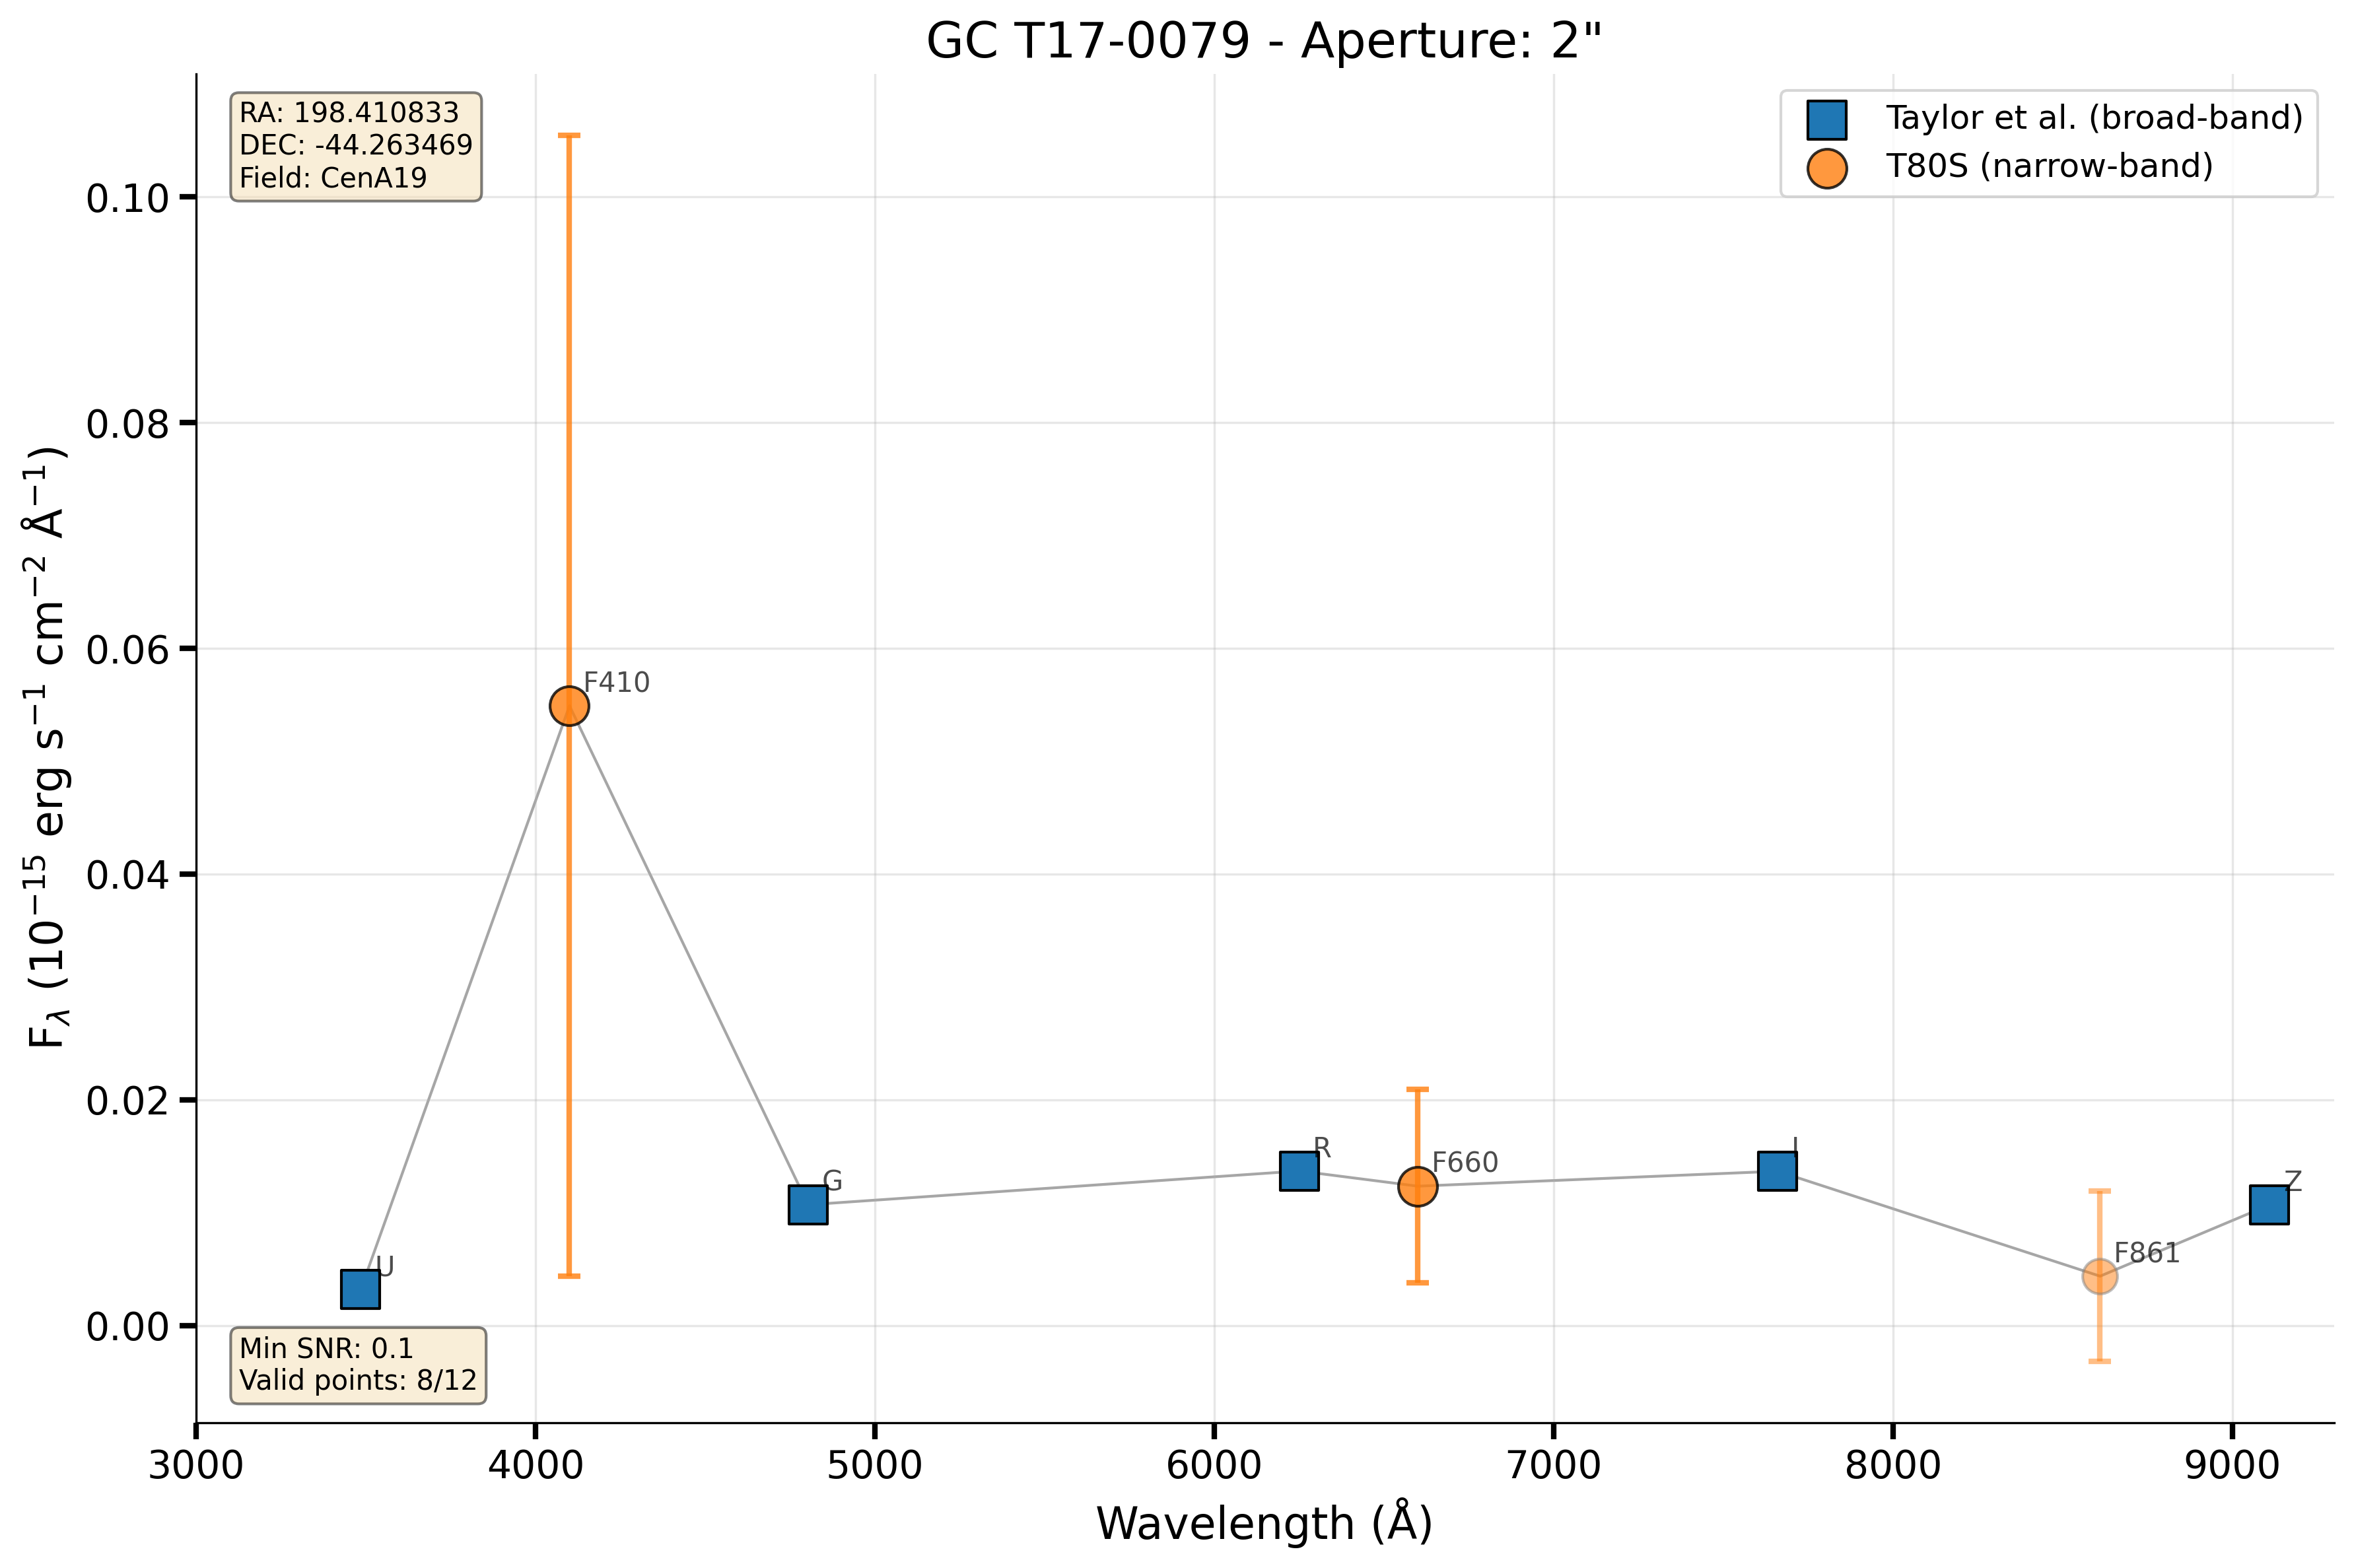 GC T17-0079 - Aperture: 2"
RA: 198.410833
DEC: -44.263469
Field: CenA19
Taylor et al. (broad-band)
T80S (narrow-band)
F_λ (10⁻¹⁵ erg s⁻¹ cm⁻² Å⁻¹)
0.10
0.08
0.06
0.04
0.02
0.00
U
F410
G
R
F660
I
F861
Z
Min SNR: 0.1
Valid points: 8/12
3000 4000 5000 6000 7000 8000 9000
Wavelength (Å)